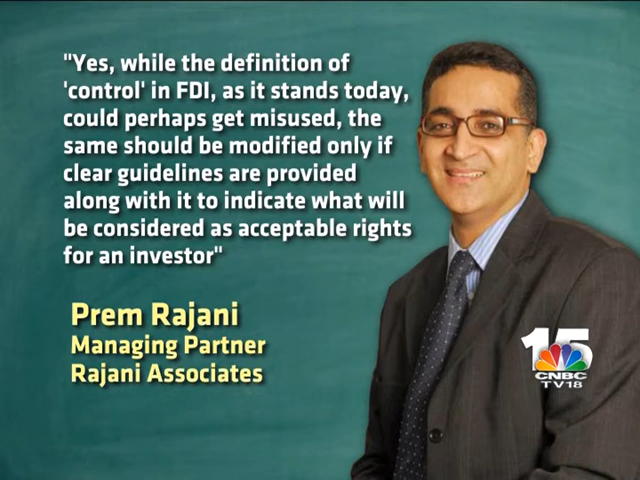 "Yes, while the definition of
'control' in FDI, as it stands today,
could perhaps get misused, the
same should be modified only if
clear guidelines are provided
along with it to indicate what will
be considered as acceptable rights
for an investor"
Prem Rajani
Managing Partner
Rajani Associates
15
CNBC
TV18